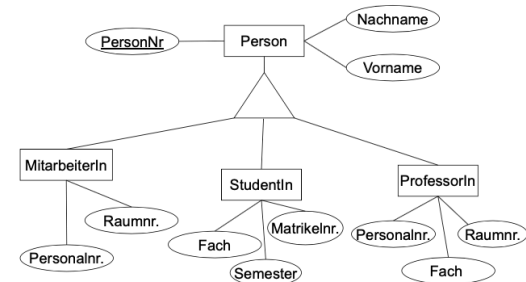 Nachname
PersonNr
Person
Vorname
MitarbeiterIn
StudentIn
ProfessorIn
Raumnr.
Matrikelnr.
Personalnr.
Raumnr.
Personalnr.
Fach
Semester
Fach